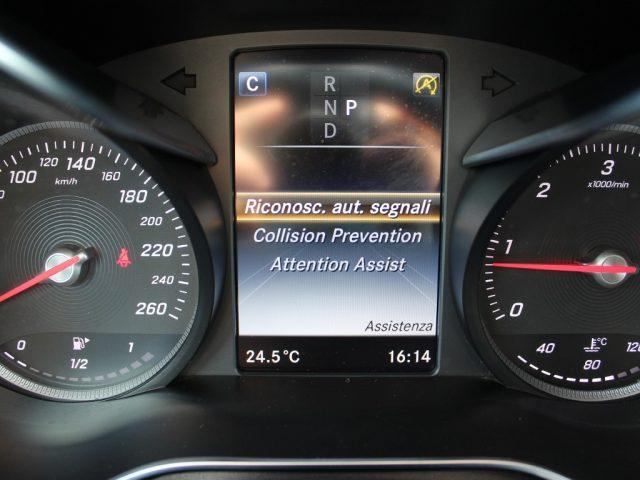 C
R
N P
D
Riconosc. aut. segnali
Collision Prevention
Attention Assist
Assistenza
24.5°C 16:14
100 120 140 160 180 200 220 240 260
km/h
0 1/2 1
0 1 2 3
x1000/min
40 80 120
°C